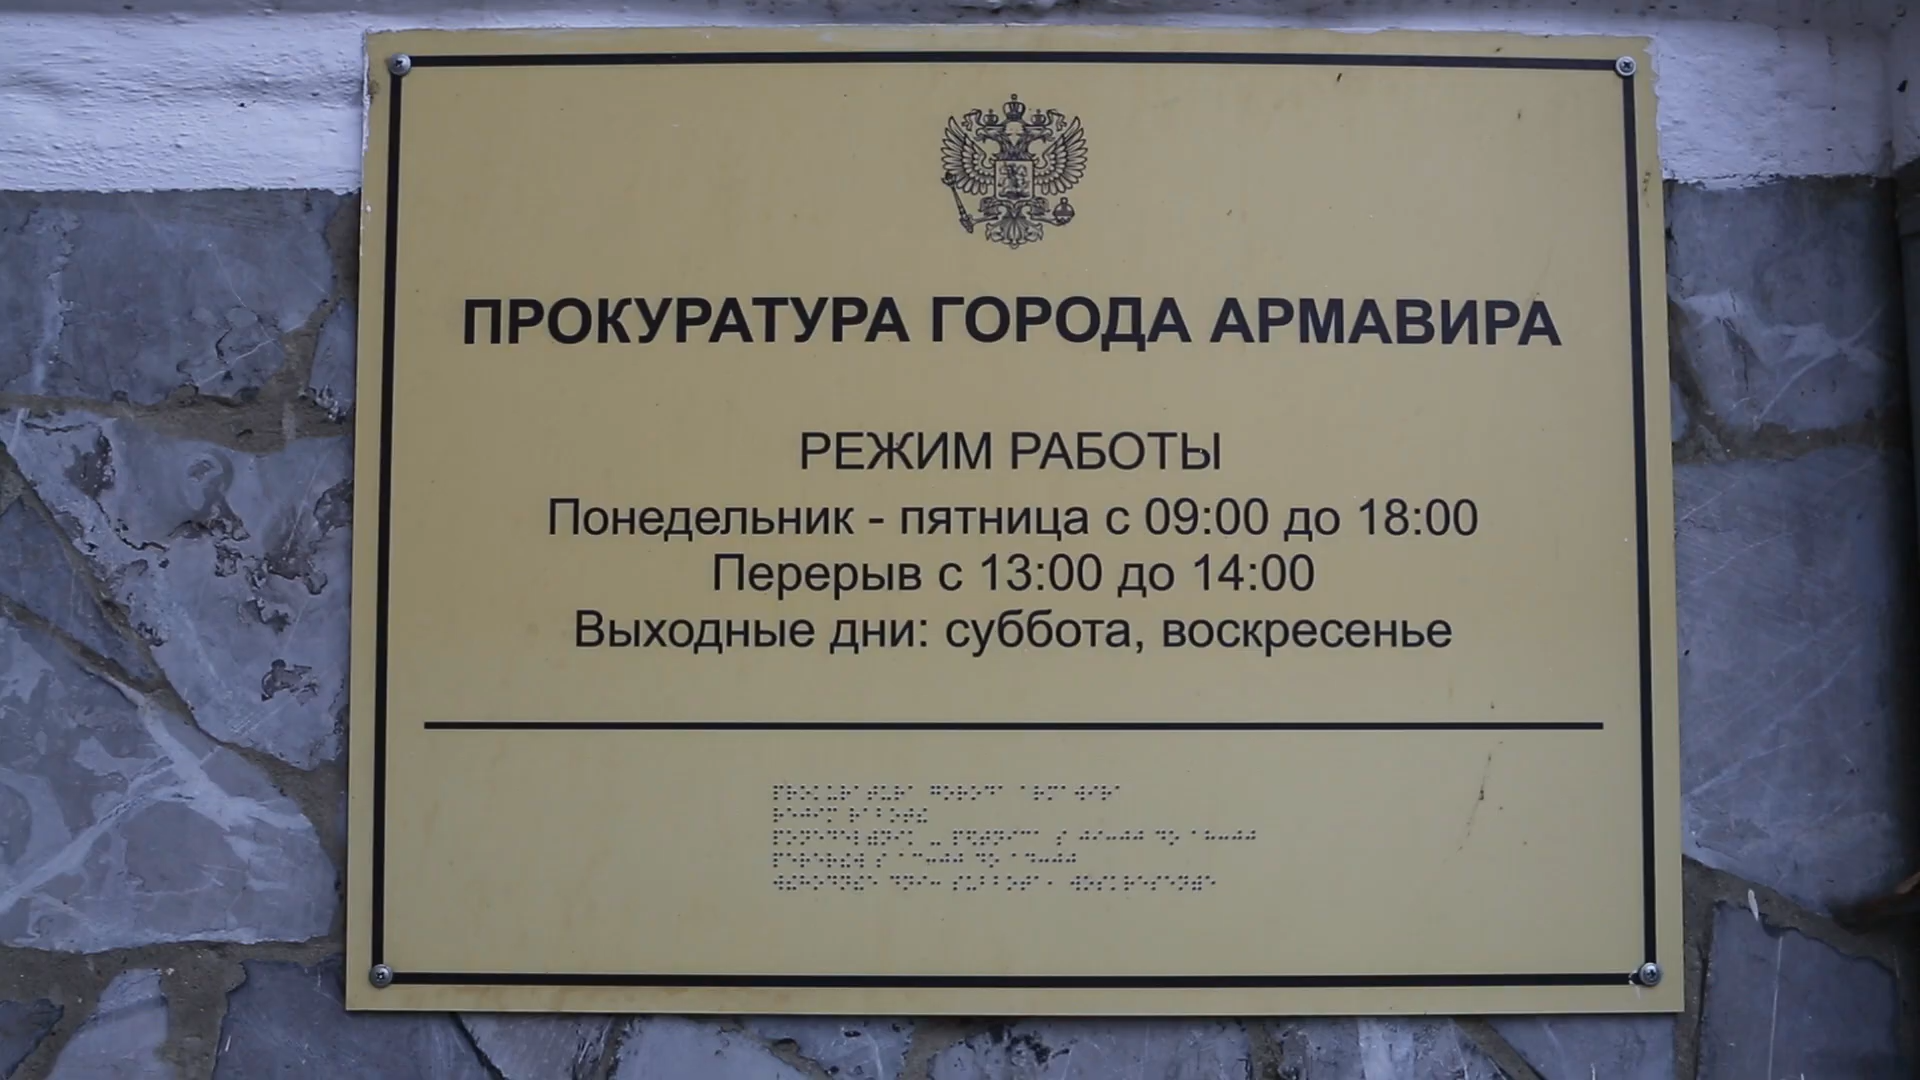 ПРОКУРАТУРА ГОРОДА АРМАВИРА
РЕЖИМ РАБОТЫ
Понедельник - пятница с 09:00 до 18:00
Перерыв с 13:00 до 14:00
Выходные дни: суббота, воскресенье